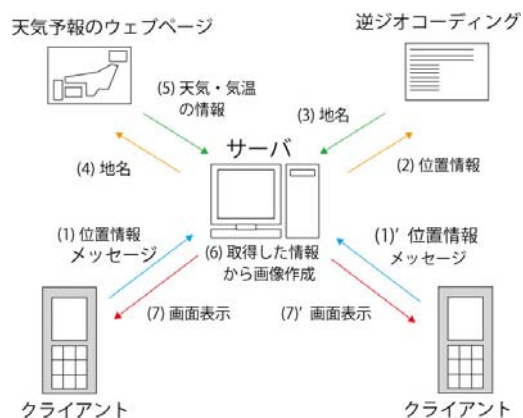 天気予報のウェブページ
逆ジオコーディング
(5) 天気・気温
の情報
(3) 地名
サーバ
(4) 地名
(2) 位置情報
(1) 位置情報
メッセージ
(6) 取得した情報
から画像作成
(1)' 位置情報
メッセージ
(7) 画面表示
(7)' 画面表示
クライアント
クライアント